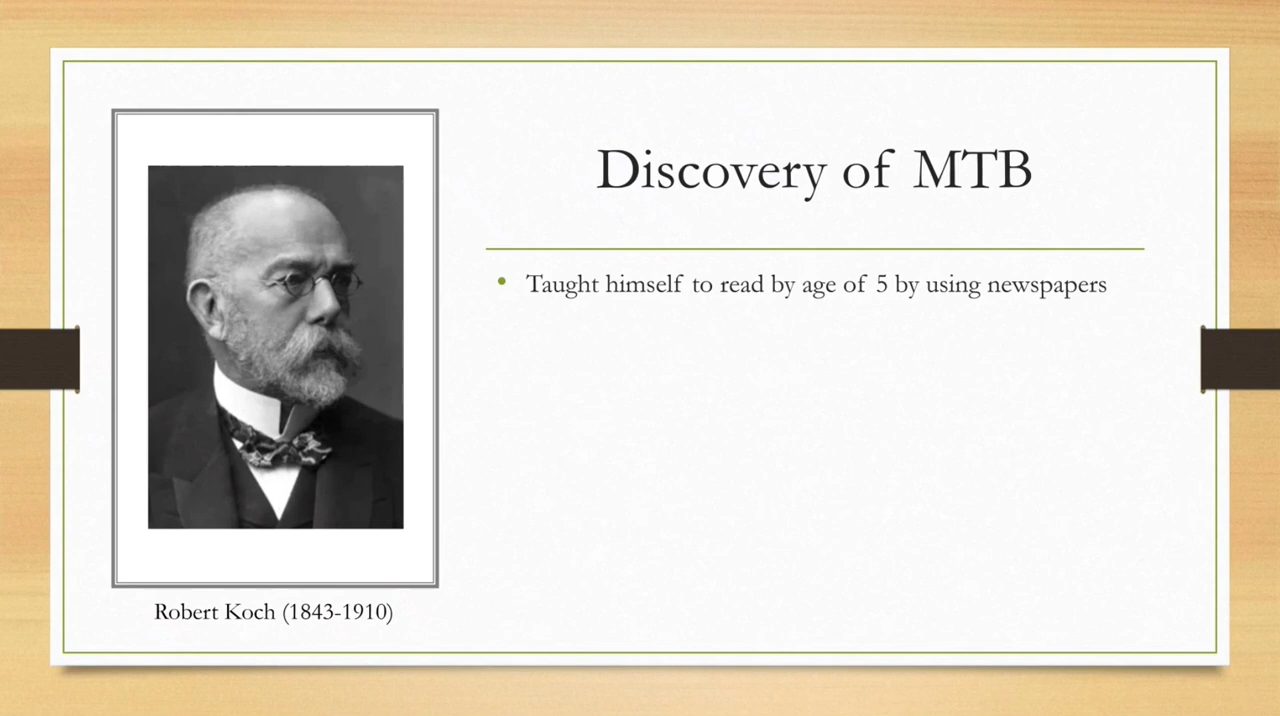 Discovery of MTB
• Taught himself to read by age of 5 by using newspapers
Robert Koch (1843-1910)